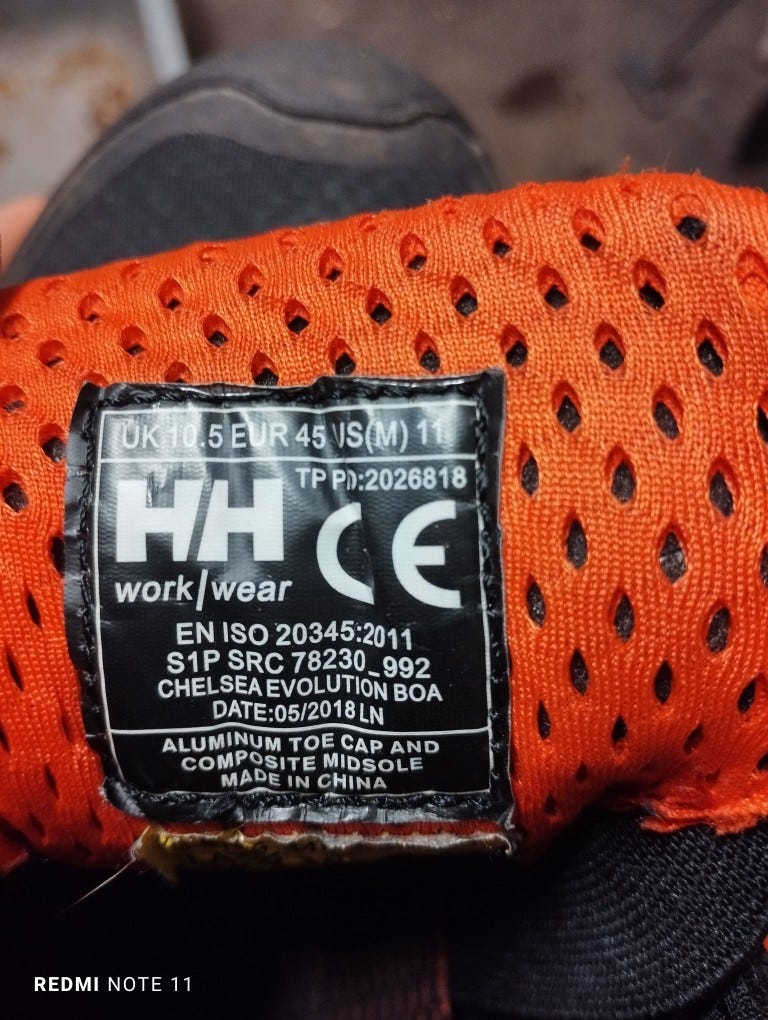 UK 10.5 EUR 45 US(M) 11
TP PD:2026818
HH
CE
work/wear
EN ISO 20345:2011
S1P SRC 78230_992
CHELSEA EVOLUTION BOA
DATE:05/2018 LN
ALUMINUM TOE CAP AND
COMPOSITE MIDSOLE
MADE IN CHINA
REDMI NOTE 11